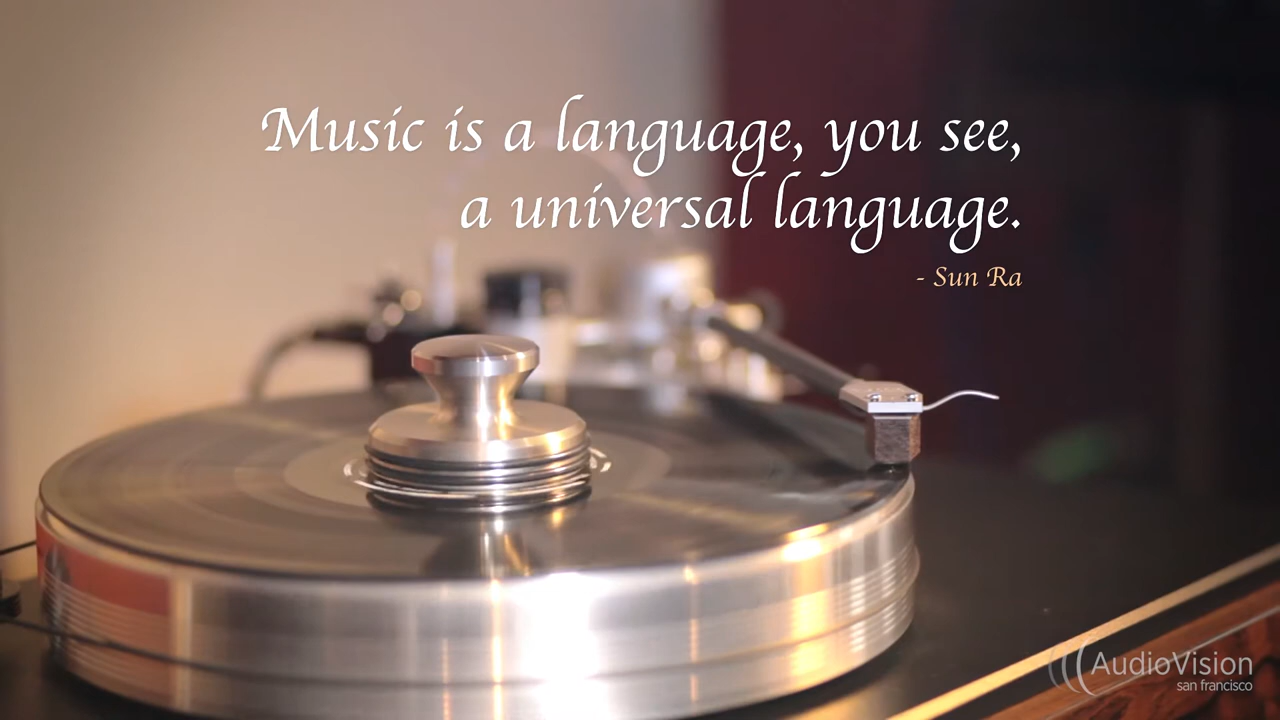 Music is a language, you see,
a universal language.
- Sun Ra
AudioVision
san francisco